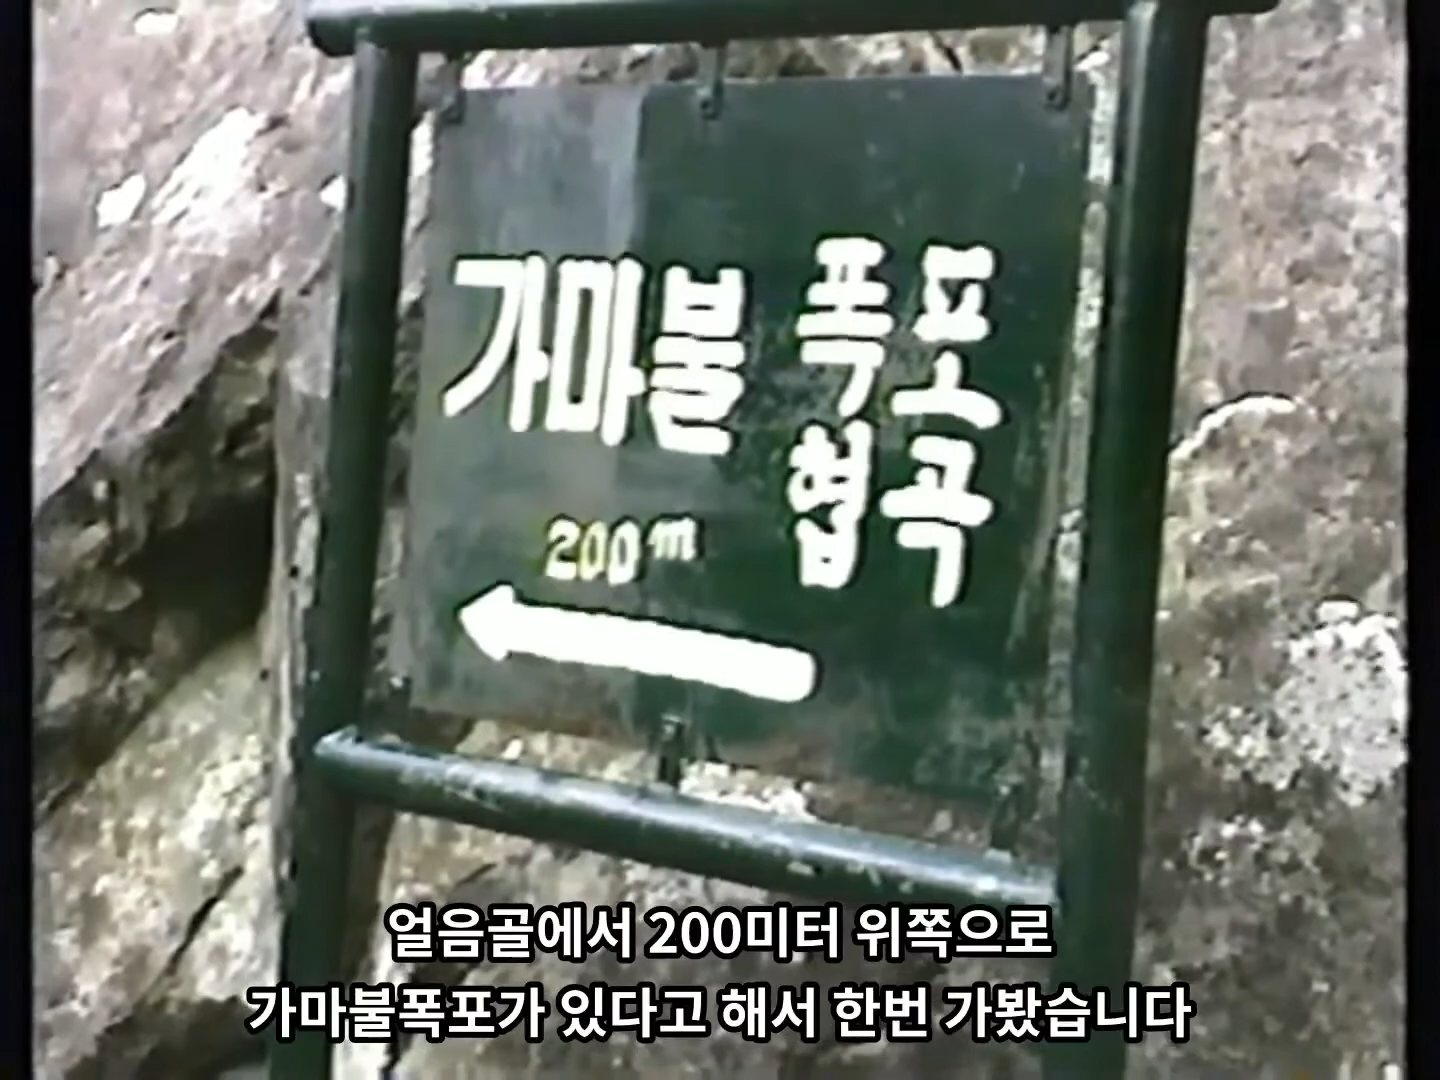 가마불 폭포
협곡
200m
얼음골에서 200미터 위쪽으로
가마불폭포가 있다고 해서 한번 가봤습니다